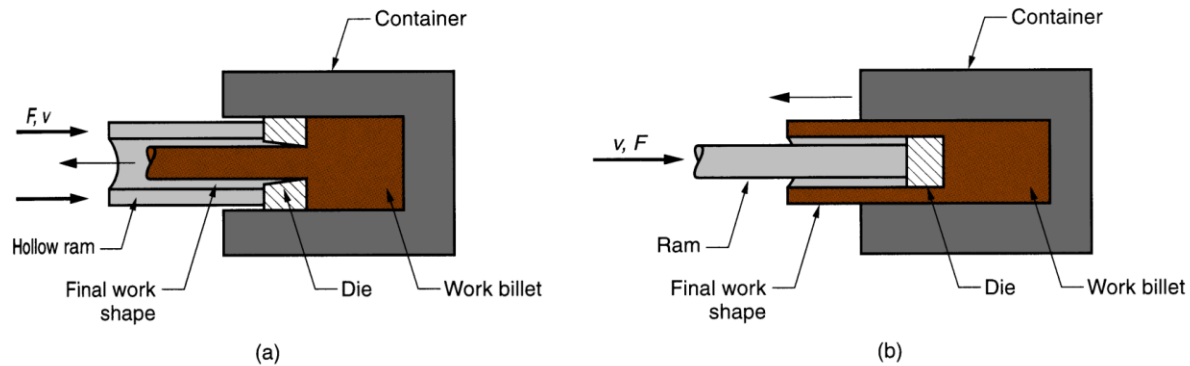 Container
F, v
Hollow ram
Final work
shape
Die
Work billet
(a)
Container
v, F
Ram
Final work
shape
Die
Work billet
(b)